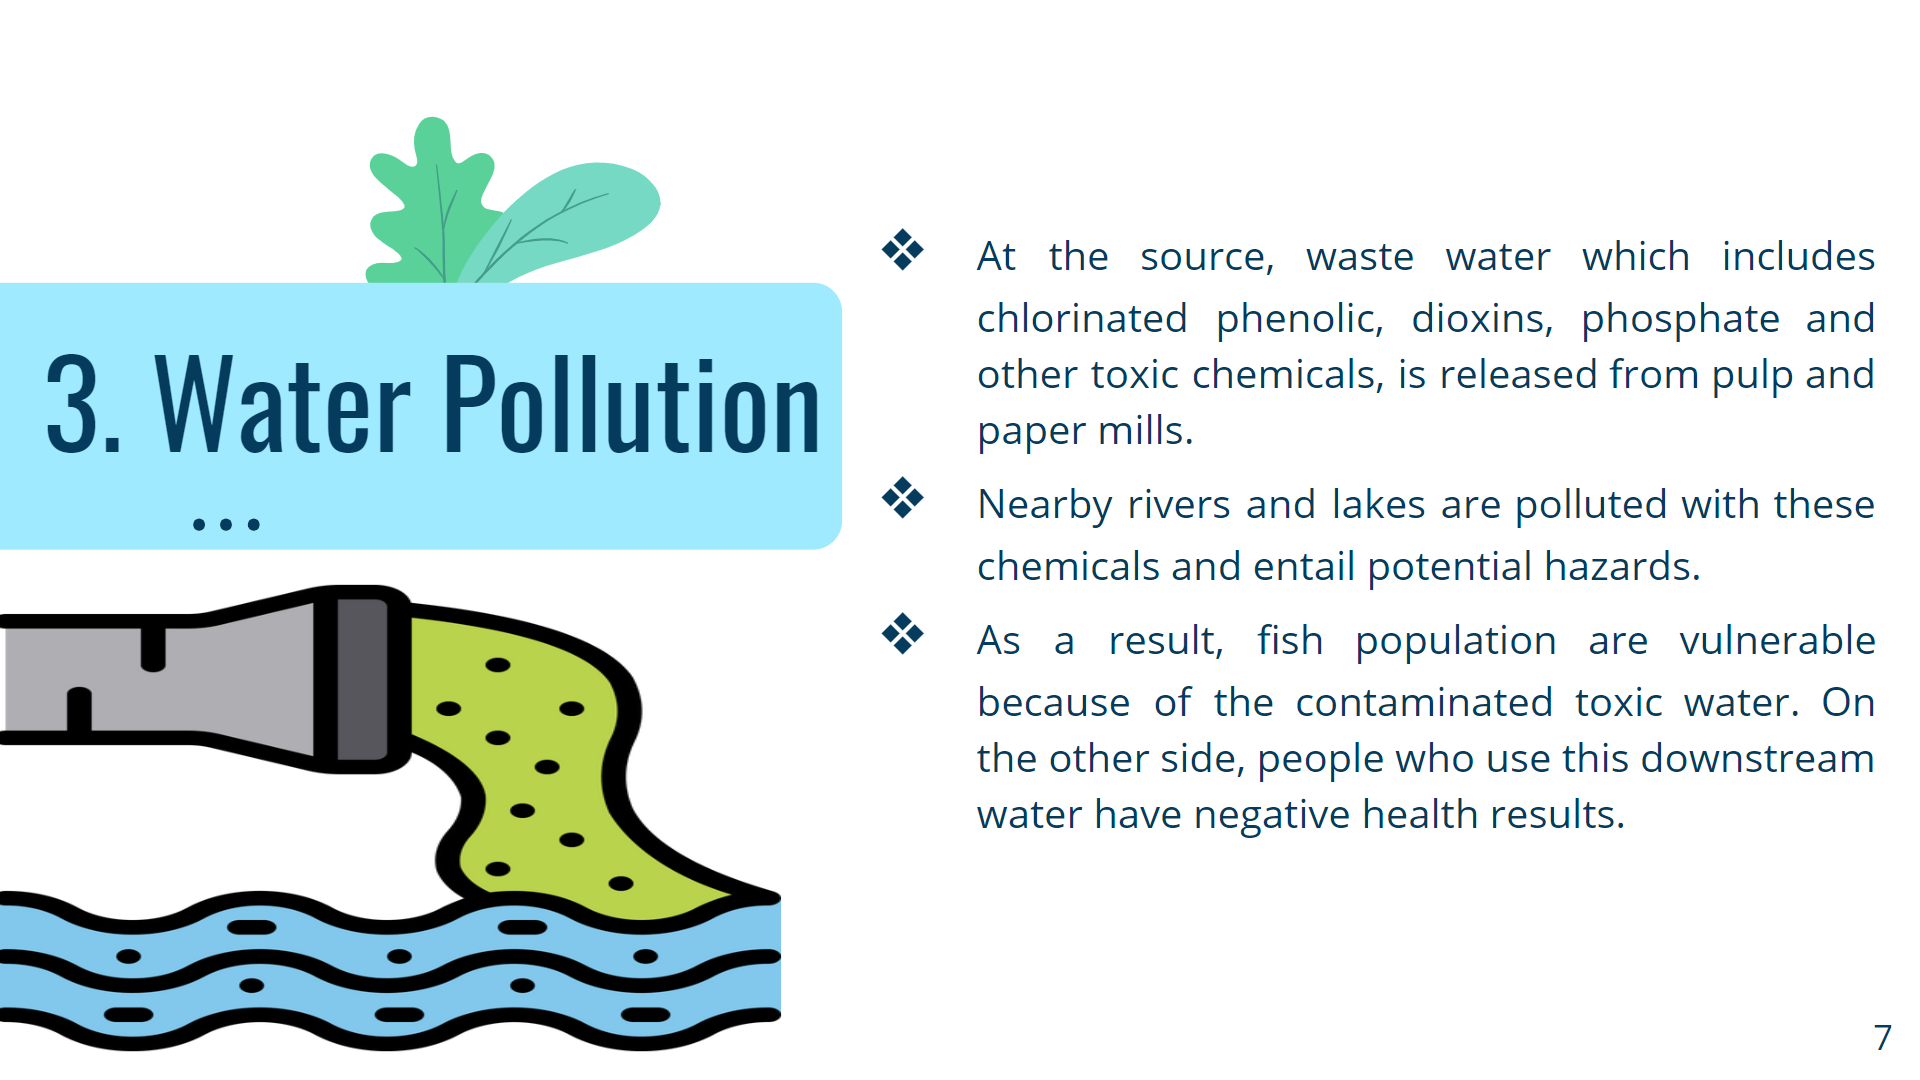 3. Water Pollution
...
❖ At the source, waste water which includes
chlorinated phenolic, dioxins, phosphate and
other toxic chemicals, is released from pulp and
paper mills.
❖ Nearby rivers and lakes are polluted with these
chemicals and entail potential hazards.
❖ As a result, fish population are vulnerable
because of the contaminated toxic water. On
the other side, people who use this downstream
water have negative health results.
7